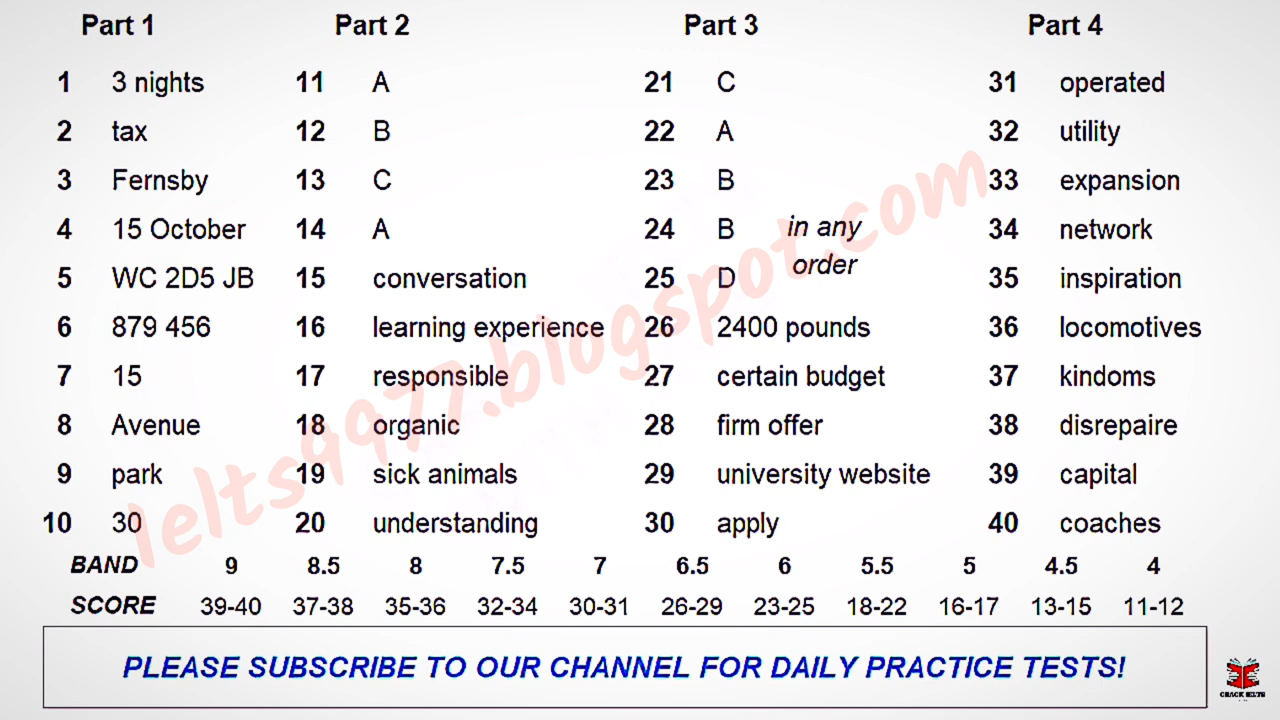 Part 1 Part 2 Part 3 Part 4
1 3 nights 11 A 21 C 31 operated
2 tax 12 B 22 A 32 utility
3 Fernsby 13 C 23 B 33 expansion
4 15 October 14 A 24 B in any 34 network
5 WC 2D5 JB 15 conversation 25 D order 35 inspiration
6 879 456 16 learning experience 26 2400 pounds 36 locomotives
7 15 17 responsible 27 certain budget 37 kindoms
8 Avenue 18 organic 28 firm offer 38 disrepaire
9 park 19 sick animals 29 university website 39 capital
10 30 20 understanding 30 apply 40 coaches
BAND 9 8.5 8 7.5 7 6.5 6 5.5 5 4.5 4
SCORE 39-40 37-38 35-36 32-34 30-31 26-29 23-25 18-22 16-17 13-15 11-12
PLEASE SUBSCRIBE TO OUR CHANNEL FOR DAILY PRACTICE TESTS!
CRACK IELTS
Ielts9977.blogspot.com